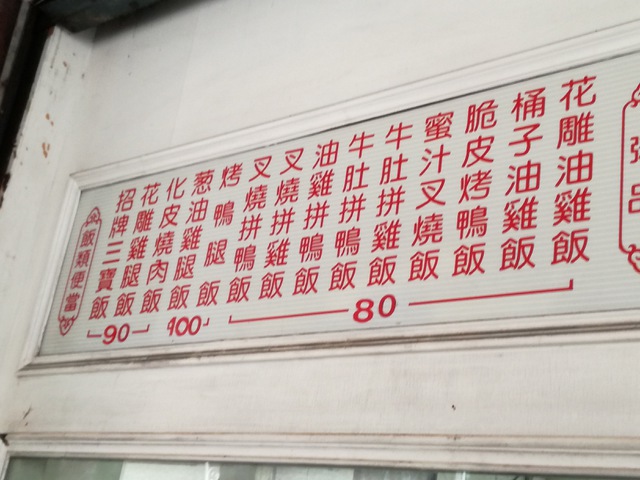 飯類便當
招牌三寶飯
花雕雞腿飯
化皮燒肉飯
葱油雞腿飯
烤鴨腿飯
叉燒拼鴨飯
叉燒拼雞飯
油雞拼鴨飯
牛肚拼鴨飯
牛肚拼雞飯
蜜汁叉燒飯
脆皮烤鴨飯
桶子油雞飯
花雕油雞飯
90
100
80